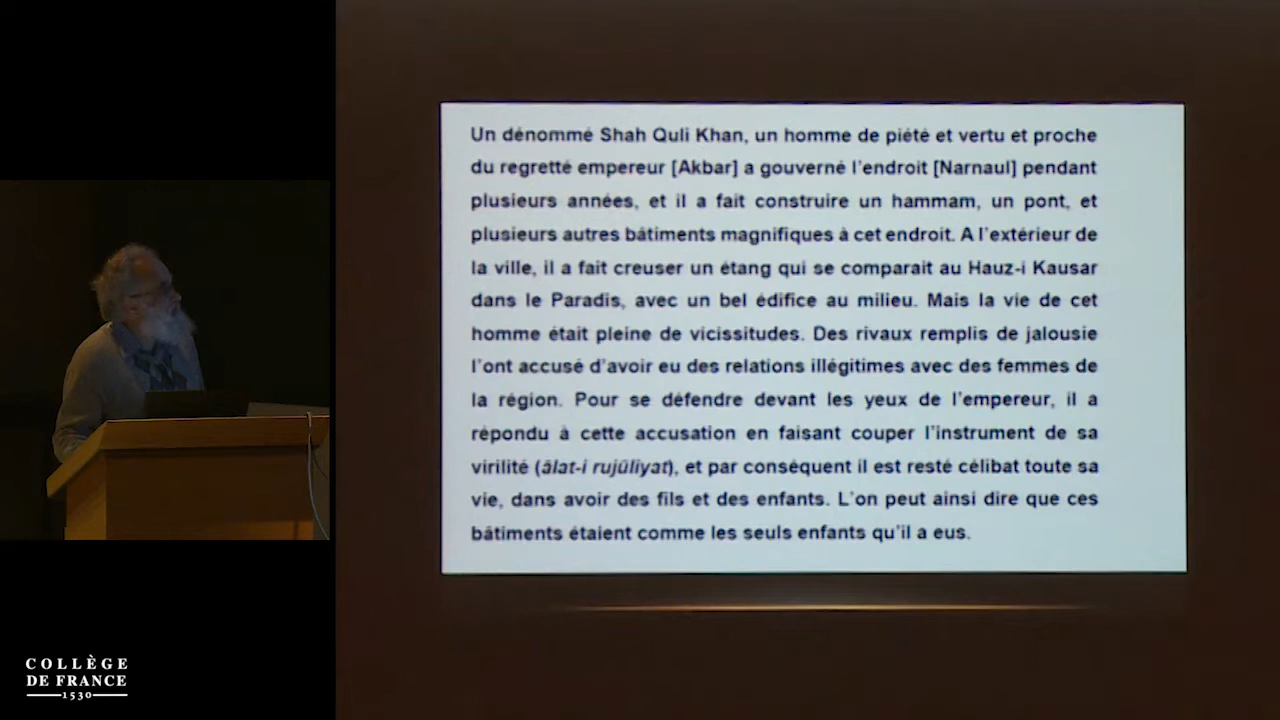 Un dénommé Shah Quli Khan, un homme de piété et vertu et proche
du regretté empereur [Akbar] a gouverné l'endroit [Narnaul] pendant
plusieurs années, et il a fait construire un hammam, un pont, et
plusieurs autres bâtiments magnifiques à cet endroit. A l'extérieur de
la ville, il a fait creuser un étang qui se comparait au Hauz-i Kausar
dans le Paradis, avec un bel édifice au milieu. Mais la vie de cet
homme était pleine de vicissitudes. Des rivaux remplis de jalousie
l'ont accusé d'avoir eu des relations illégitimes avec des femmes de
la région. Pour se défendre devant les yeux de l'empereur, il a
répondu à cette accusation en faisant couper l'instrument de sa
virilité (ālat-i rujūliyat), et par conséquent il est resté célibat toute sa
vie, dans avoir des fils et des enfants. L'on peut ainsi dire que ces
bâtiments étaient comme les seuls enfants qu'il a eus.
COLLÈGE
DE FRANCE
1530